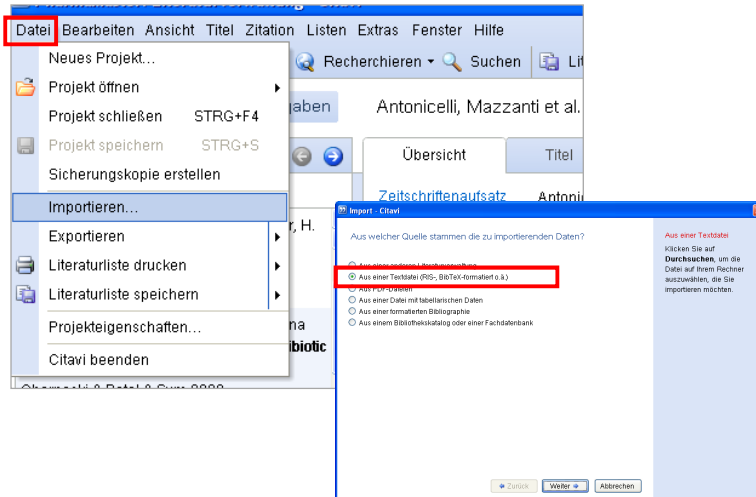 Datei Bearbeiten Ansicht Titel Zitation Listen Extras Fenster Hilfe
Recherchieren Suchen
Neues Projekt...
Projekt öffnen
Projekt schließen STRG+F4
Projekt speichern STRG+S
Sicherungskopie erstellen
Importieren...
Exportieren
Literaturliste drucken
Literaturliste speichern
Projekteigenschaften...
Citavi beenden
Antonicelli, Mazzanti et al.
Übersicht Titel
Zeitschriftenaufsatz
Import - Citavi
Aus welcher Quelle stammen die zu importierenden Daten?
Aus einer Textdatei (RIS-, BibTeX-formatiert o.ä.)
Aus PDF-Dateien
Aus einer Datei mit tabellarischen Daten
Aus einer formatierten Bibliographie
Aus einem Bibliothekskatalog oder einer Fachdatenbank
Aus einer Textdatei
Klicken Sie auf
Durchsuchen, um die
Datei auf Ihrem Rechner
auszuwählen, die Sie
importieren möchten.
Zurück Weiter Abbrechen